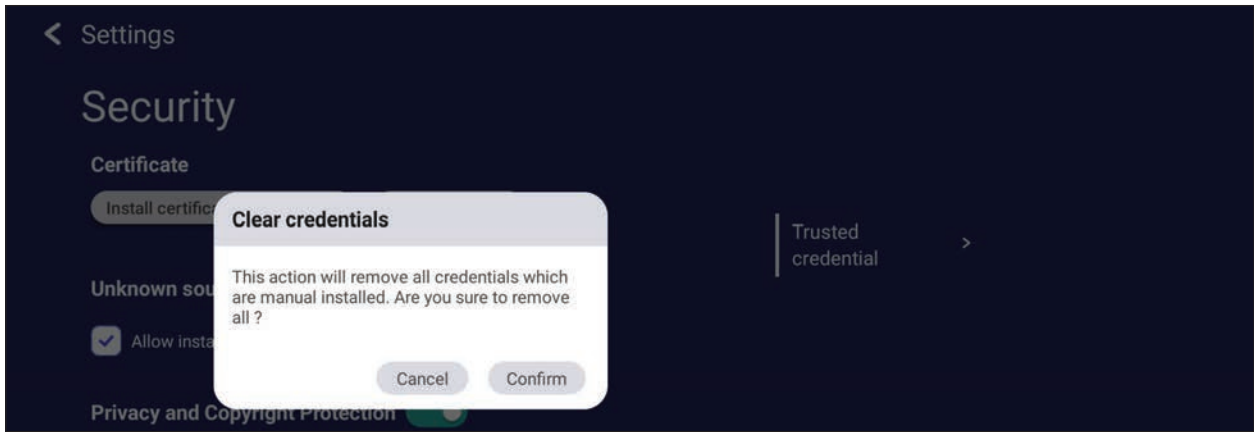 Settings
Security
Certificate
Install certific
Clear credentials
Trusted
credential
This action will remove all credentials which
are manual installed. Are you sure to remove
all ?
Unknown sou
Allow insta
Cancel Confirm
Privacy and Copyright Protection